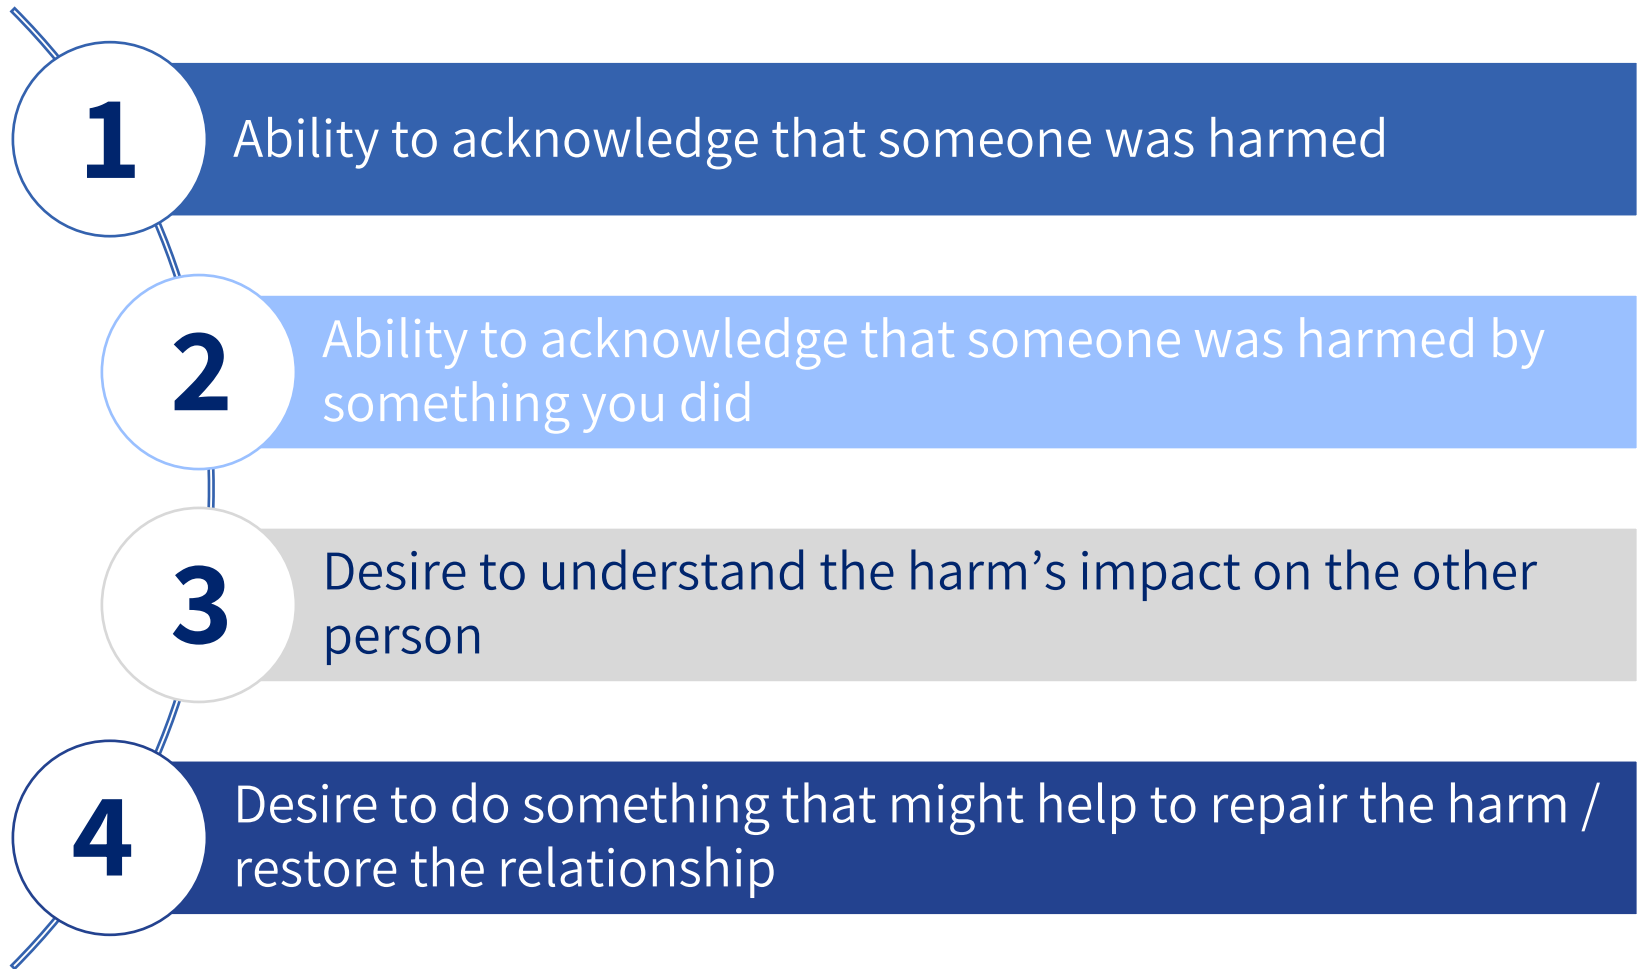 1
Ability to acknowledge that someone was harmed
2
Ability to acknowledge that someone was harmed by
something you did
3
Desire to understand the harm’s impact on the other
person
4
Desire to do something that might help to repair the harm /
restore the relationship